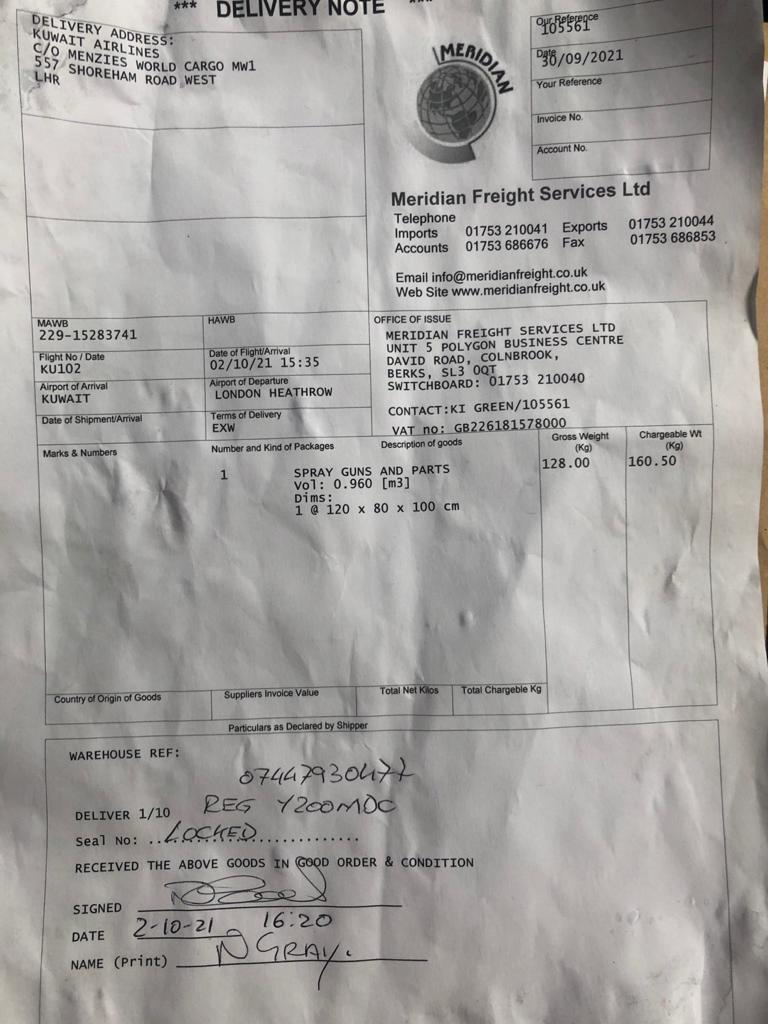 *** DELIVERY NOTE ***
DELIVERY ADDRESS:
KUWAIT AIRLINES
C/O MENZIES WORLD CARGO MW1
557 SHOREHAM ROAD WEST
LHR
MERIDIAN
Our Reference
105561
Date
30/09/2021
Your Reference
Invoice No.
Account No.
Meridian Freight Services Ltd
Telephone
Imports 01753 210041 Exports 01753 210044
Accounts 01753 686676 Fax 01753 686853
Email info@meridianfreight.co.uk
Web Site www.meridianfreight.co.uk
MAWB
229-15283741
HAWB
Flight No / Date
KU102
Date of Flight/Arrival
02/10/21 15:35
Airport of Arrival
KUWAIT
Airport of Departure
LONDON HEATHROW
Date of Shipment/Arrival
Terms of Delivery
EXW
OFFICE OF ISSUE
MERIDIAN FREIGHT SERVICES LTD
UNIT 5 POLYGON BUSINESS CENTRE
DAVID ROAD, COLNBROOK,
BERKS, SL3 0QT
SWITCHBOARD: 01753 210040
CONTACT:KI GREEN/105561
VAT no: GB226181578000
Marks & Numbers
Number and Kind of Packages
Description of goods
Gross Weight
(Kg)
Chargeable Wt
(Kg)
1 SPRAY GUNS AND PARTS 128.00 160.50
Vol: 0.960 [m3]
Dims:
1 @ 120 x 80 x 100 cm
Country of Origin of Goods
Suppliers Invoice Value
Total Net Kilos
Total Chargeble Kg
Particulars as Declared by Shipper
WAREHOUSE REF:
07447930477
DELIVER 1/10 REG Y200MDC
Seal No: ..LOCKED..............
RECEIVED THE ABOVE GOODS IN GOOD ORDER & CONDITION
SIGNED
DATE 2-10-21 16:20
NAME (Print) N GRAY.